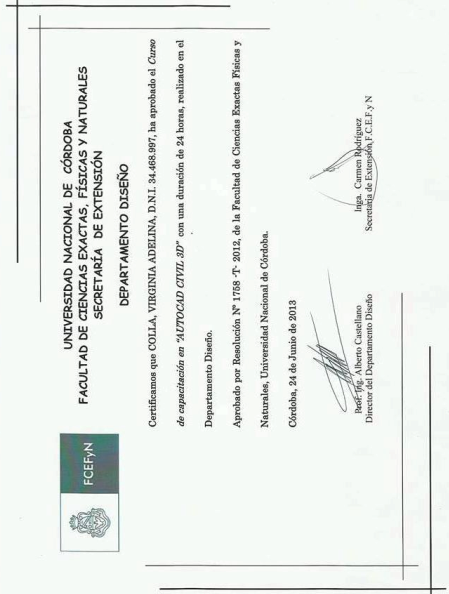 FCEFyN
UNIVERSIDAD NACIONAL DE CÓRDOBA
FACULTAD DE CIENCIAS EXACTAS, FÍSICAS Y NATURALES
SECRETARÍA DE EXTENSIÓN
DEPARTAMENTO DISEÑO
Certificamos que COLLA, VIRGINIA ADELINA, D.N.I. 34.468.997, ha aprobado el Curso
de capacitación en "AUTOCAD CIVIL 3D" con una duración de 24 horas, realizado en el
Departamento Diseño.
Aprobado por Resolución Nº 1758 -T- 2012, de la Facultad de Ciencias Exactas Físicas y
Naturales, Universidad Nacional de Córdoba.
Córdoba, 24 de Junio de 2013
Prof. Ing. Alberto Castellano
Director del Departamento Diseño
Inga. Carmen Rodríguez
Secretaria de Extensión F.C.E.F.y N